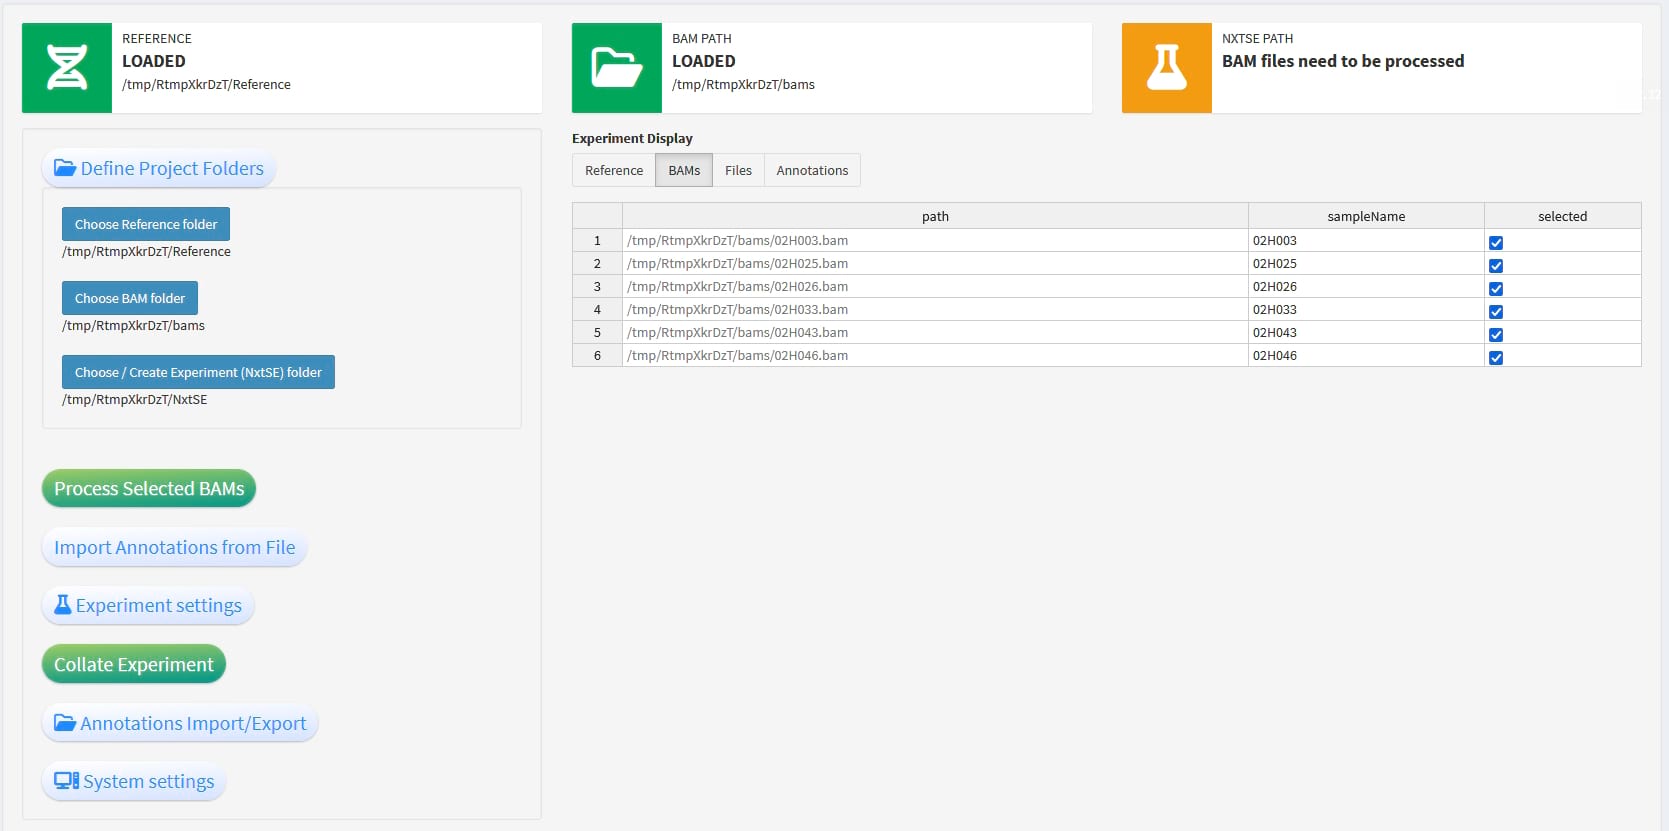 REFERENCE
LOADED
/tmp/RtmpXkrDzT/Reference
BAM PATH
LOADED
/tmp/RtmpXkrDzT/bams
NXTSE PATH
BAM files need to be processed
Define Project Folders
Choose Reference folder
/tmp/RtmpXkrDzT/Reference
Choose BAM folder
/tmp/RtmpXkrDzT/bams
Choose / Create Experiment (NxtSE) folder
/tmp/RtmpXkrDzT/NxtSE
Process Selected BAMs
Import Annotations from File
Experiment settings
Collate Experiment
Annotations Import/Export
System settings
Experiment Display
Reference BAMs Files Annotations
path sampleName selected
1 /tmp/RtmpXkrDzT/bams/02H003.bam 02H003
2 /tmp/RtmpXkrDzT/bams/02H025.bam 02H025
3 /tmp/RtmpXkrDzT/bams/02H026.bam 02H026
4 /tmp/RtmpXkrDzT/bams/02H033.bam 02H033
5 /tmp/RtmpXkrDzT/bams/02H043.bam 02H043
6 /tmp/RtmpXkrDzT/bams/02H046.bam 02H046